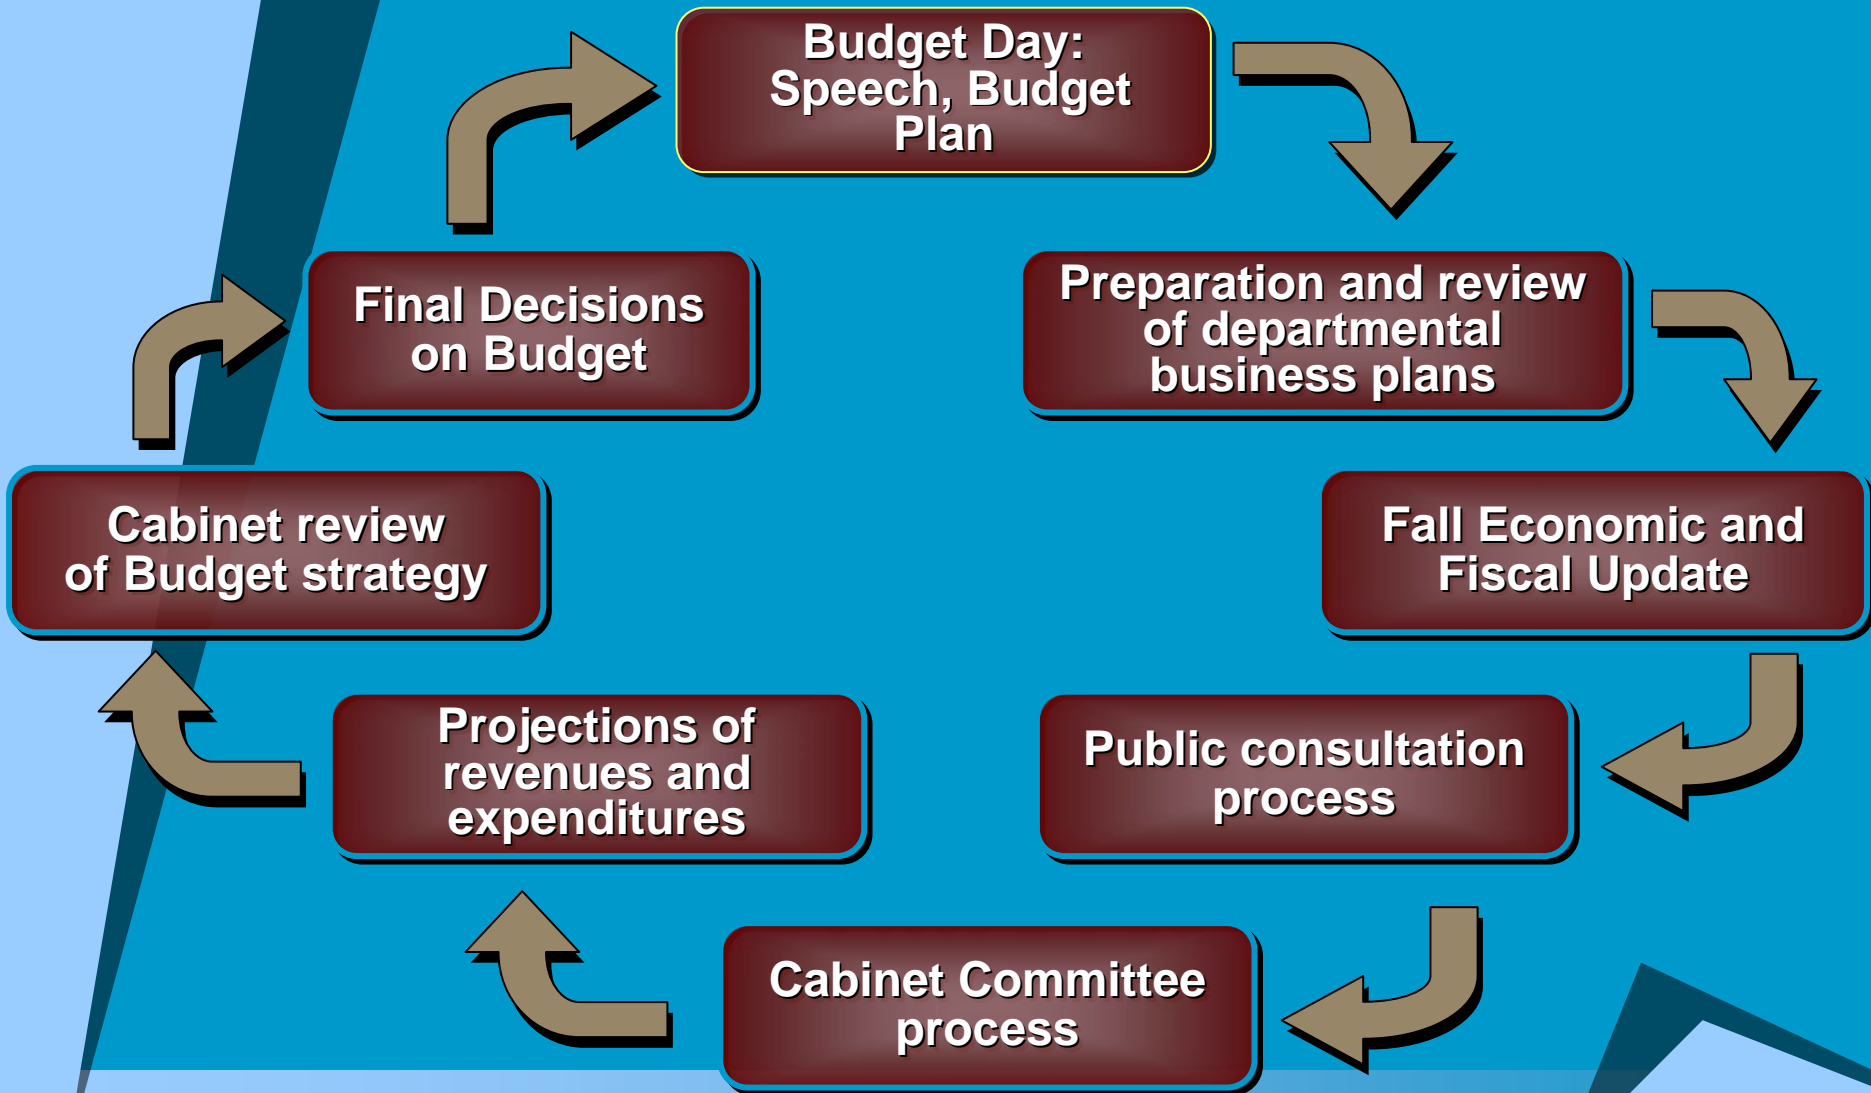 Budget Day:
Speech, Budget
Plan
Preparation and review
of departmental
business plans
Fall Economic and
Fiscal Update
Public consultation
process
Cabinet Committee
process
Projections of
revenues and
expenditures
Cabinet review
of Budget strategy
Final Decisions
on Budget